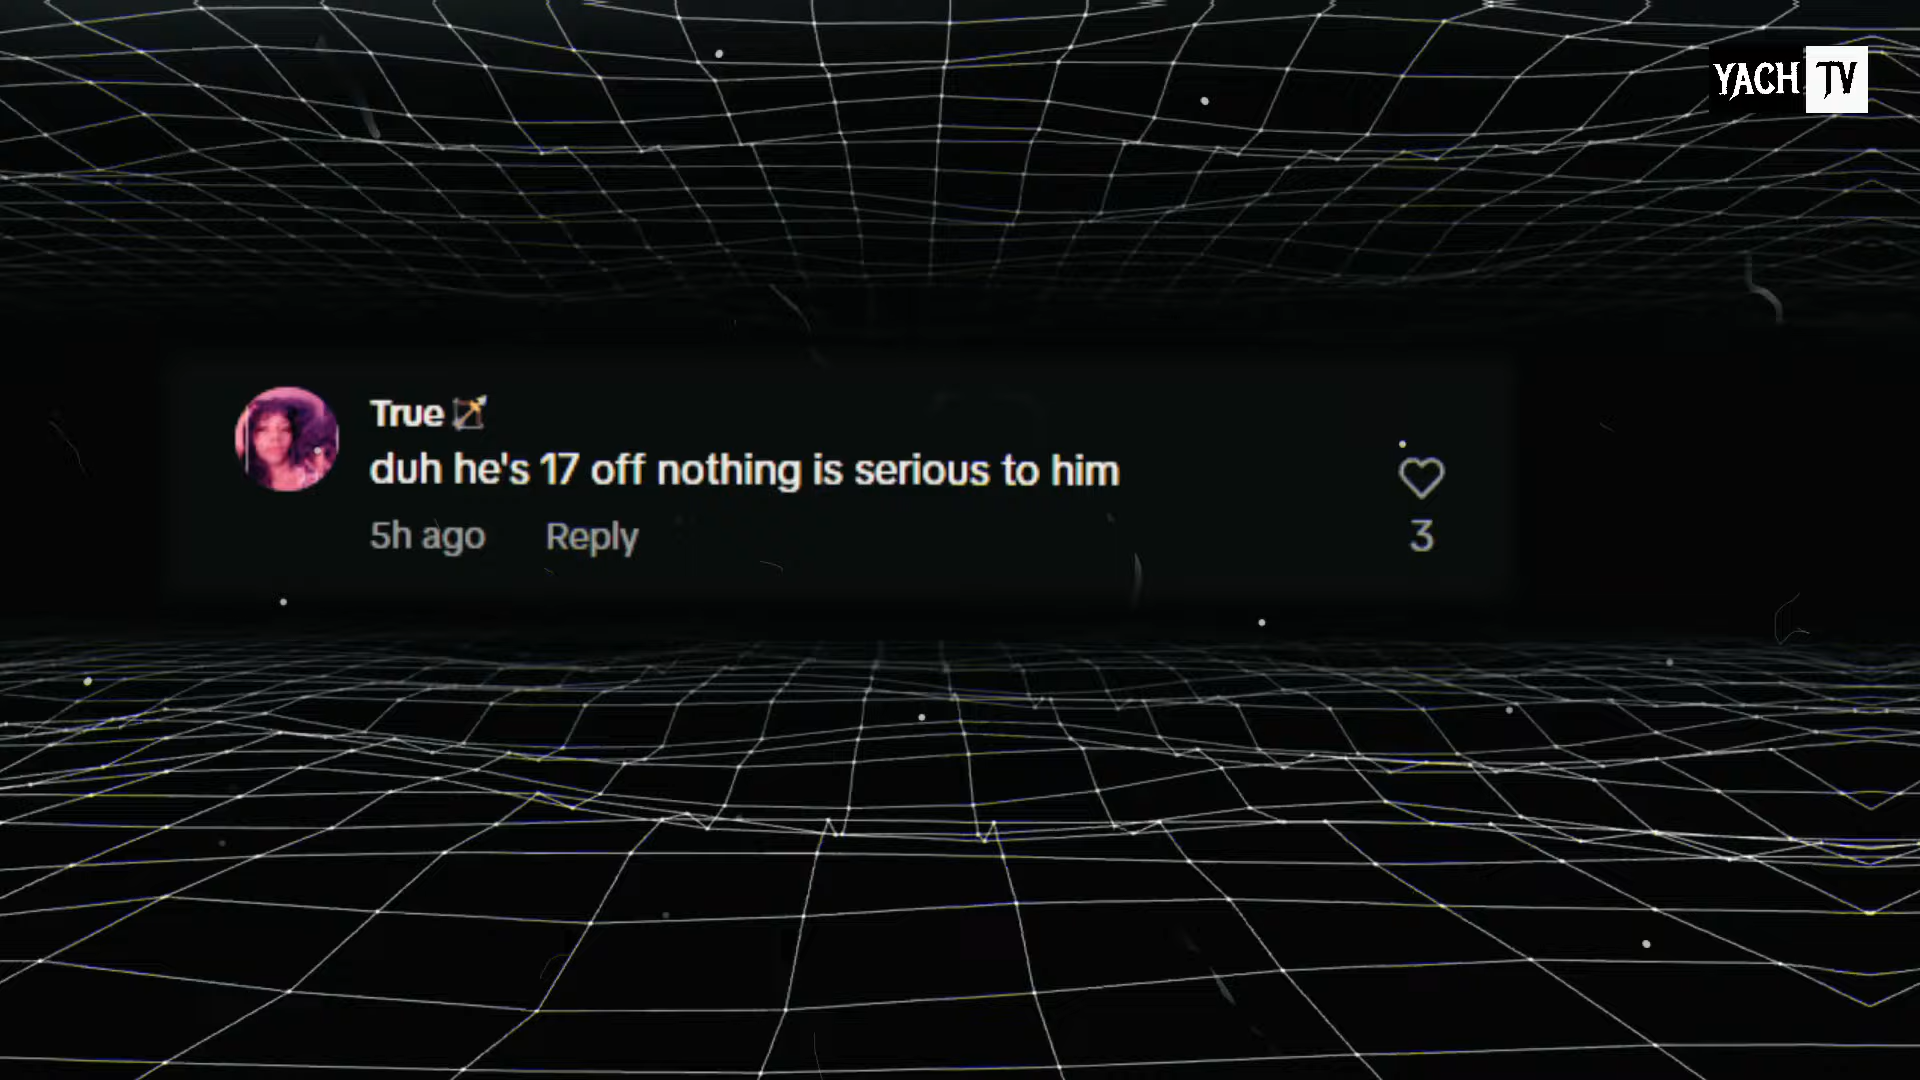 YACH TV
True 🏹
duh he's 17 off nothing is serious to him
5h ago Reply
3